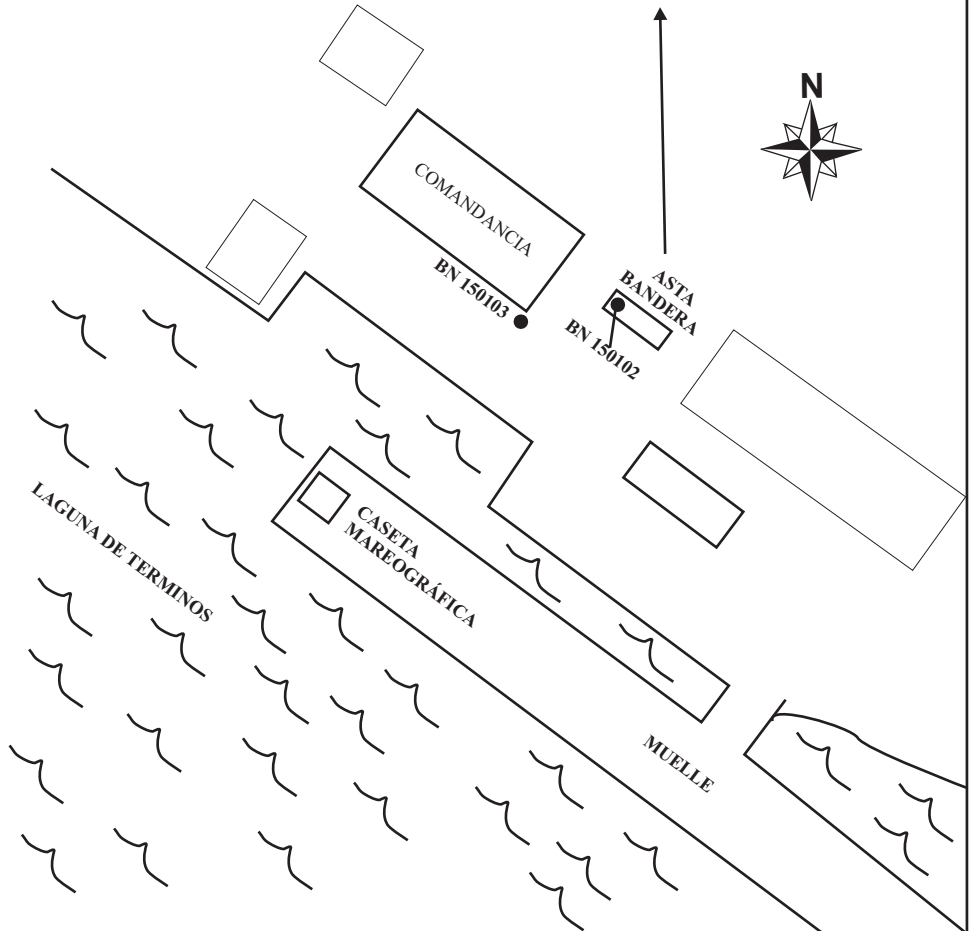 N
COMANDANCIA
BN 150103
ASTA
BANDERA
BN 150102
CASETA
MAREOGRÁFICA
LAGUNA DE TERMINOS
MUELLE